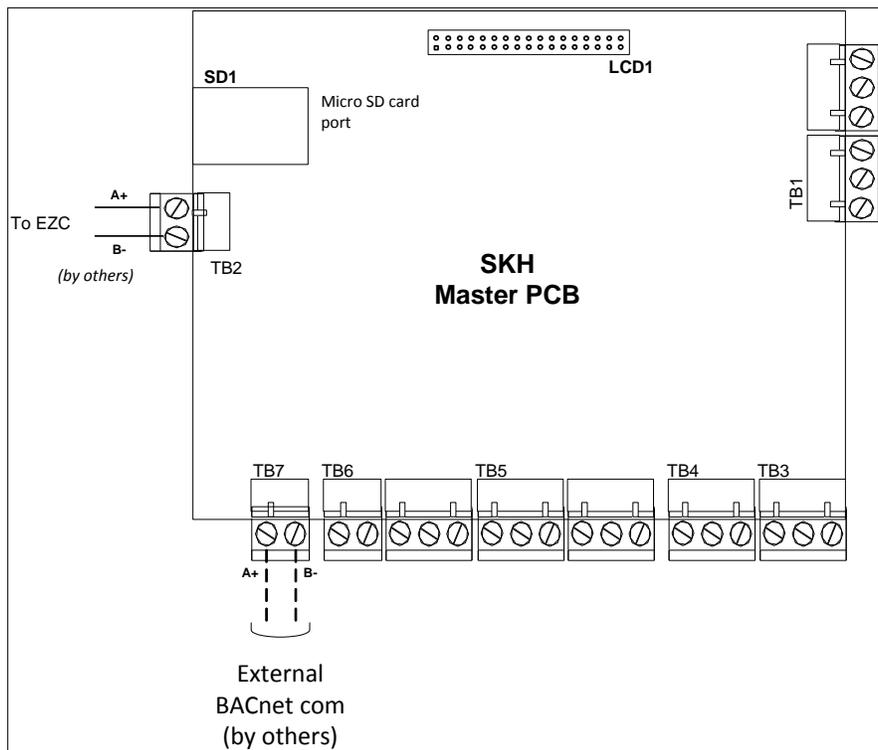 SD1
LCD1
Micro SD card
port
TB1
A+
To EZC
B-
(by others)
TB2
SKH
Master PCB
TB7
TB6
TB5
TB4
TB3
A+
B-
External
BACnet com
(by others)